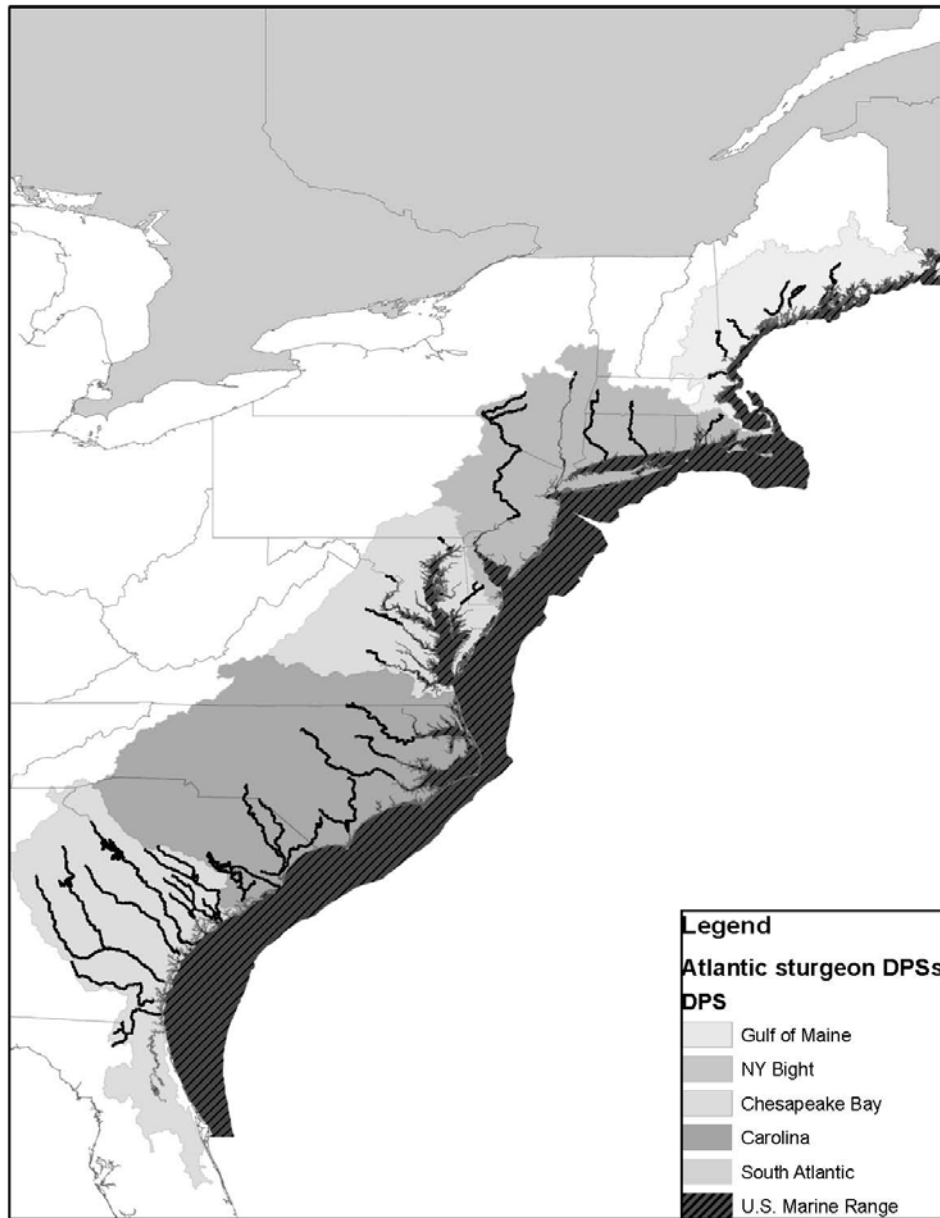 Legend
Atlantic sturgeon DPSs
DPS
Gulf of Maine
NY Bight
Chesapeake Bay
Carolina
South Atlantic
U.S. Marine Range